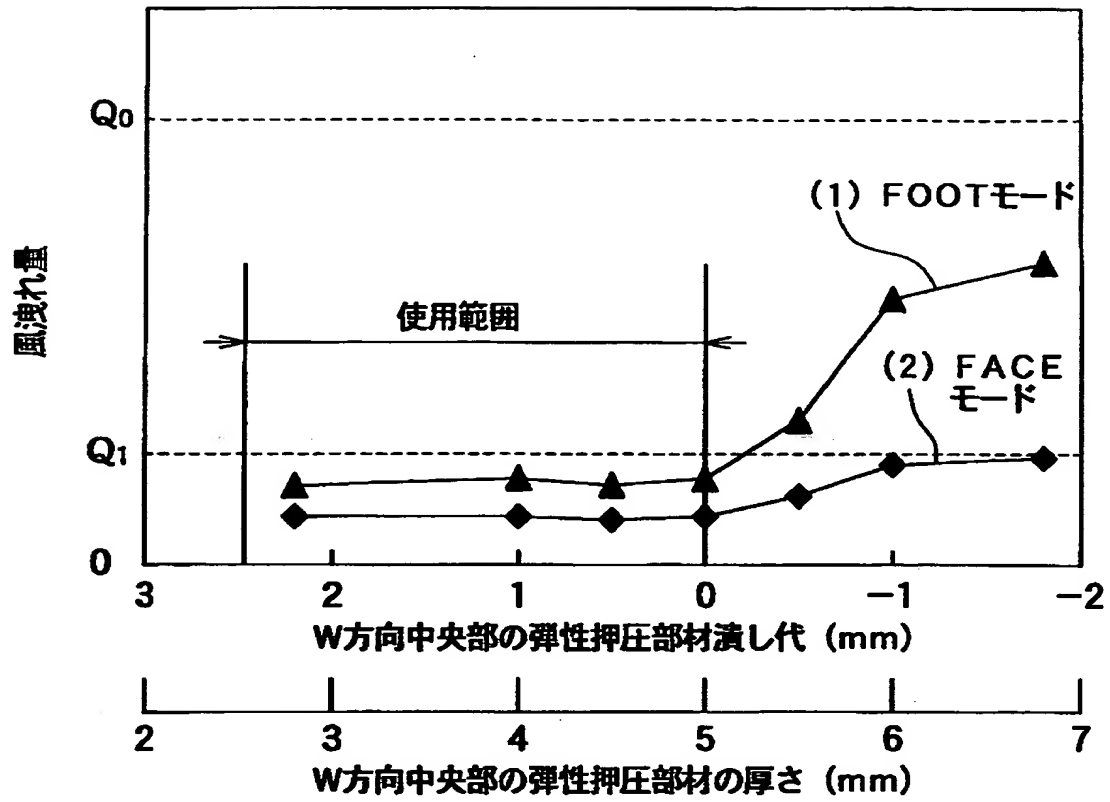 Q0
(1) FOOTモード
風洩れ量
使用範囲
(2) FACE
モード
Q1
0
3 2 1 0 −1 −2
W方向中央部の弾性押圧部材潰し代 (mm)
2 3 4 5 6 7
W方向中央部の弾性押圧部材の厚さ (mm)